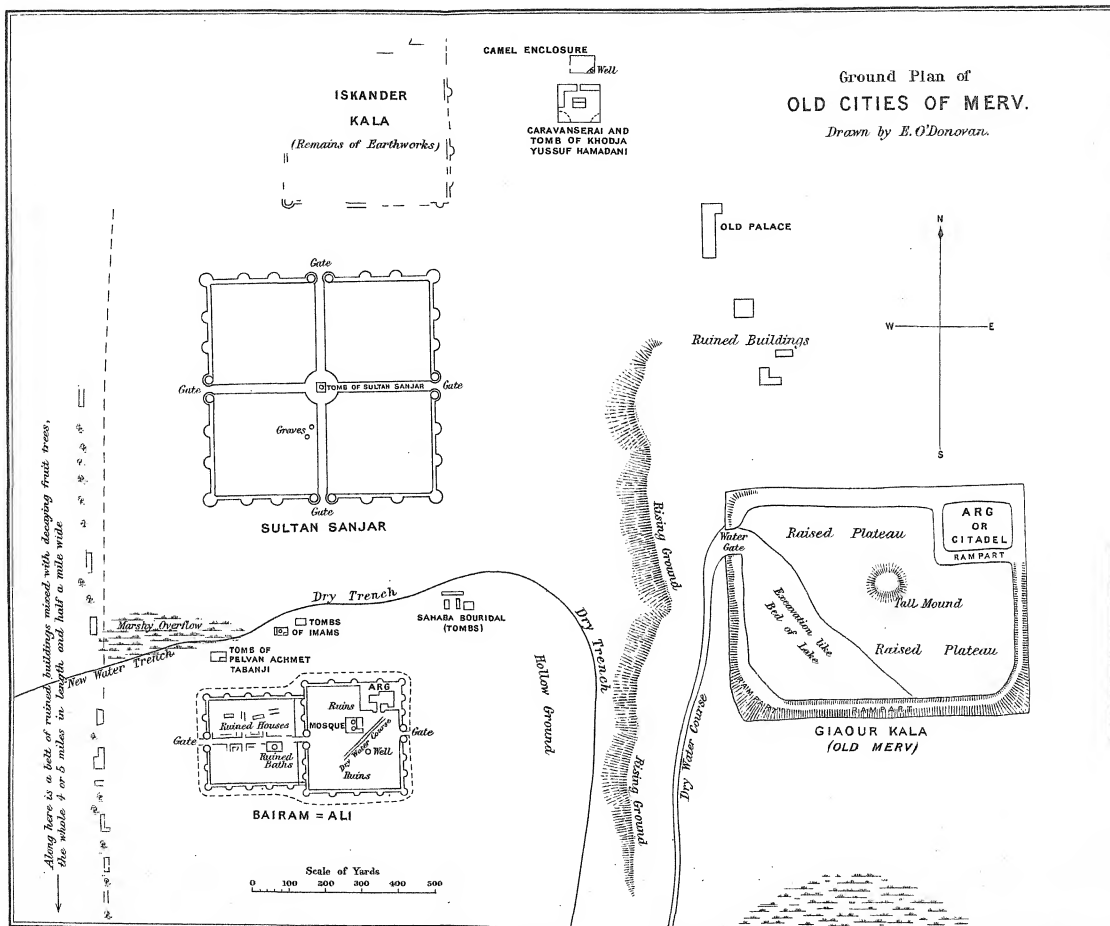 Ground Plan of
OLD CITIES OF MERV.
Drawn by E. O'Donovan.
CAMEL ENCLOSURE
Well
CARAVANSERAI AND
TOMB OF KHODJA
YUSSUF HAMADANI
ISKANDER
KALA
(Remains of Earthworks)
OLD PALACE
N
W
E
S
Ruined Buildings
Gate
Gate
TOMB OF SULTAN SANJAR
Gate
Graves
Gate
SULTAN SANJAR
Along here is a belt of ruined buildings mixed with decaying fruit trees,
the whole 4 or 5 miles in length and half a mile wide
Rising Ground
Water
Gate
Raised Plateau
ARG
OR
CITADEL
RAMPART
Tall Mound
Excavation like
Bed of Lake
Raised Plateau
RAMPART
RAMPART
GIAOUR KALA
(OLD MERV)
Dry Trench
Marshy Overflow
New Water Trench
TOMBS
OF IMAMS
SAHABA BOURIDAL
(TOMBS)
TOMB OF
PELVAN ACHMET
TABANJI
Dry Trench
Hollow Ground
Rising Ground
Dry Water Course
ARG
Ruins
Ruined Houses
MOSQUE
Gate
Gate
Dry Water Course
Well
Ruined
Baths
Ruins
BAIRAM = ALI
Scale of Yards
0 100 200 300 400 500